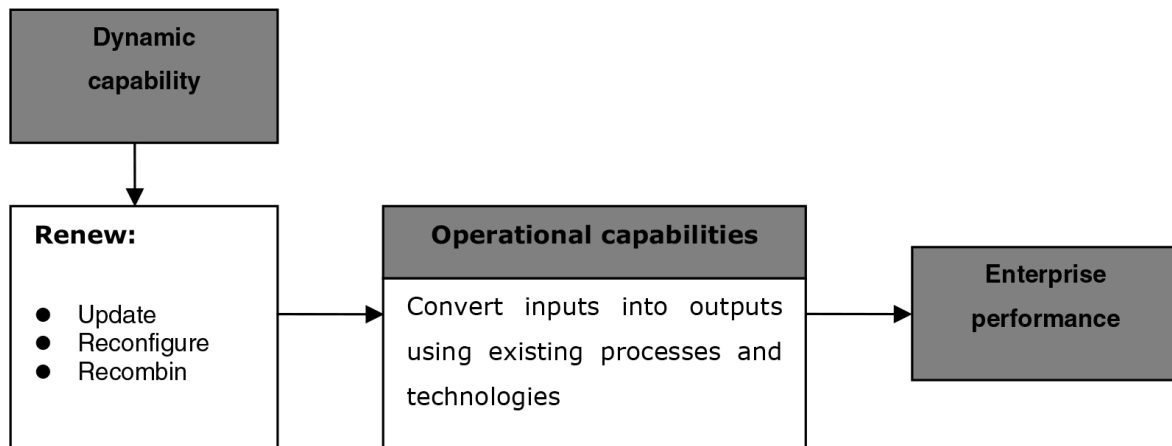 Dynamic
capability
Renew:
● Update
● Reconfigure
● Recombin
Operational capabilities
Convert inputs into outputs
using existing processes and
technologies
Enterprise
performance